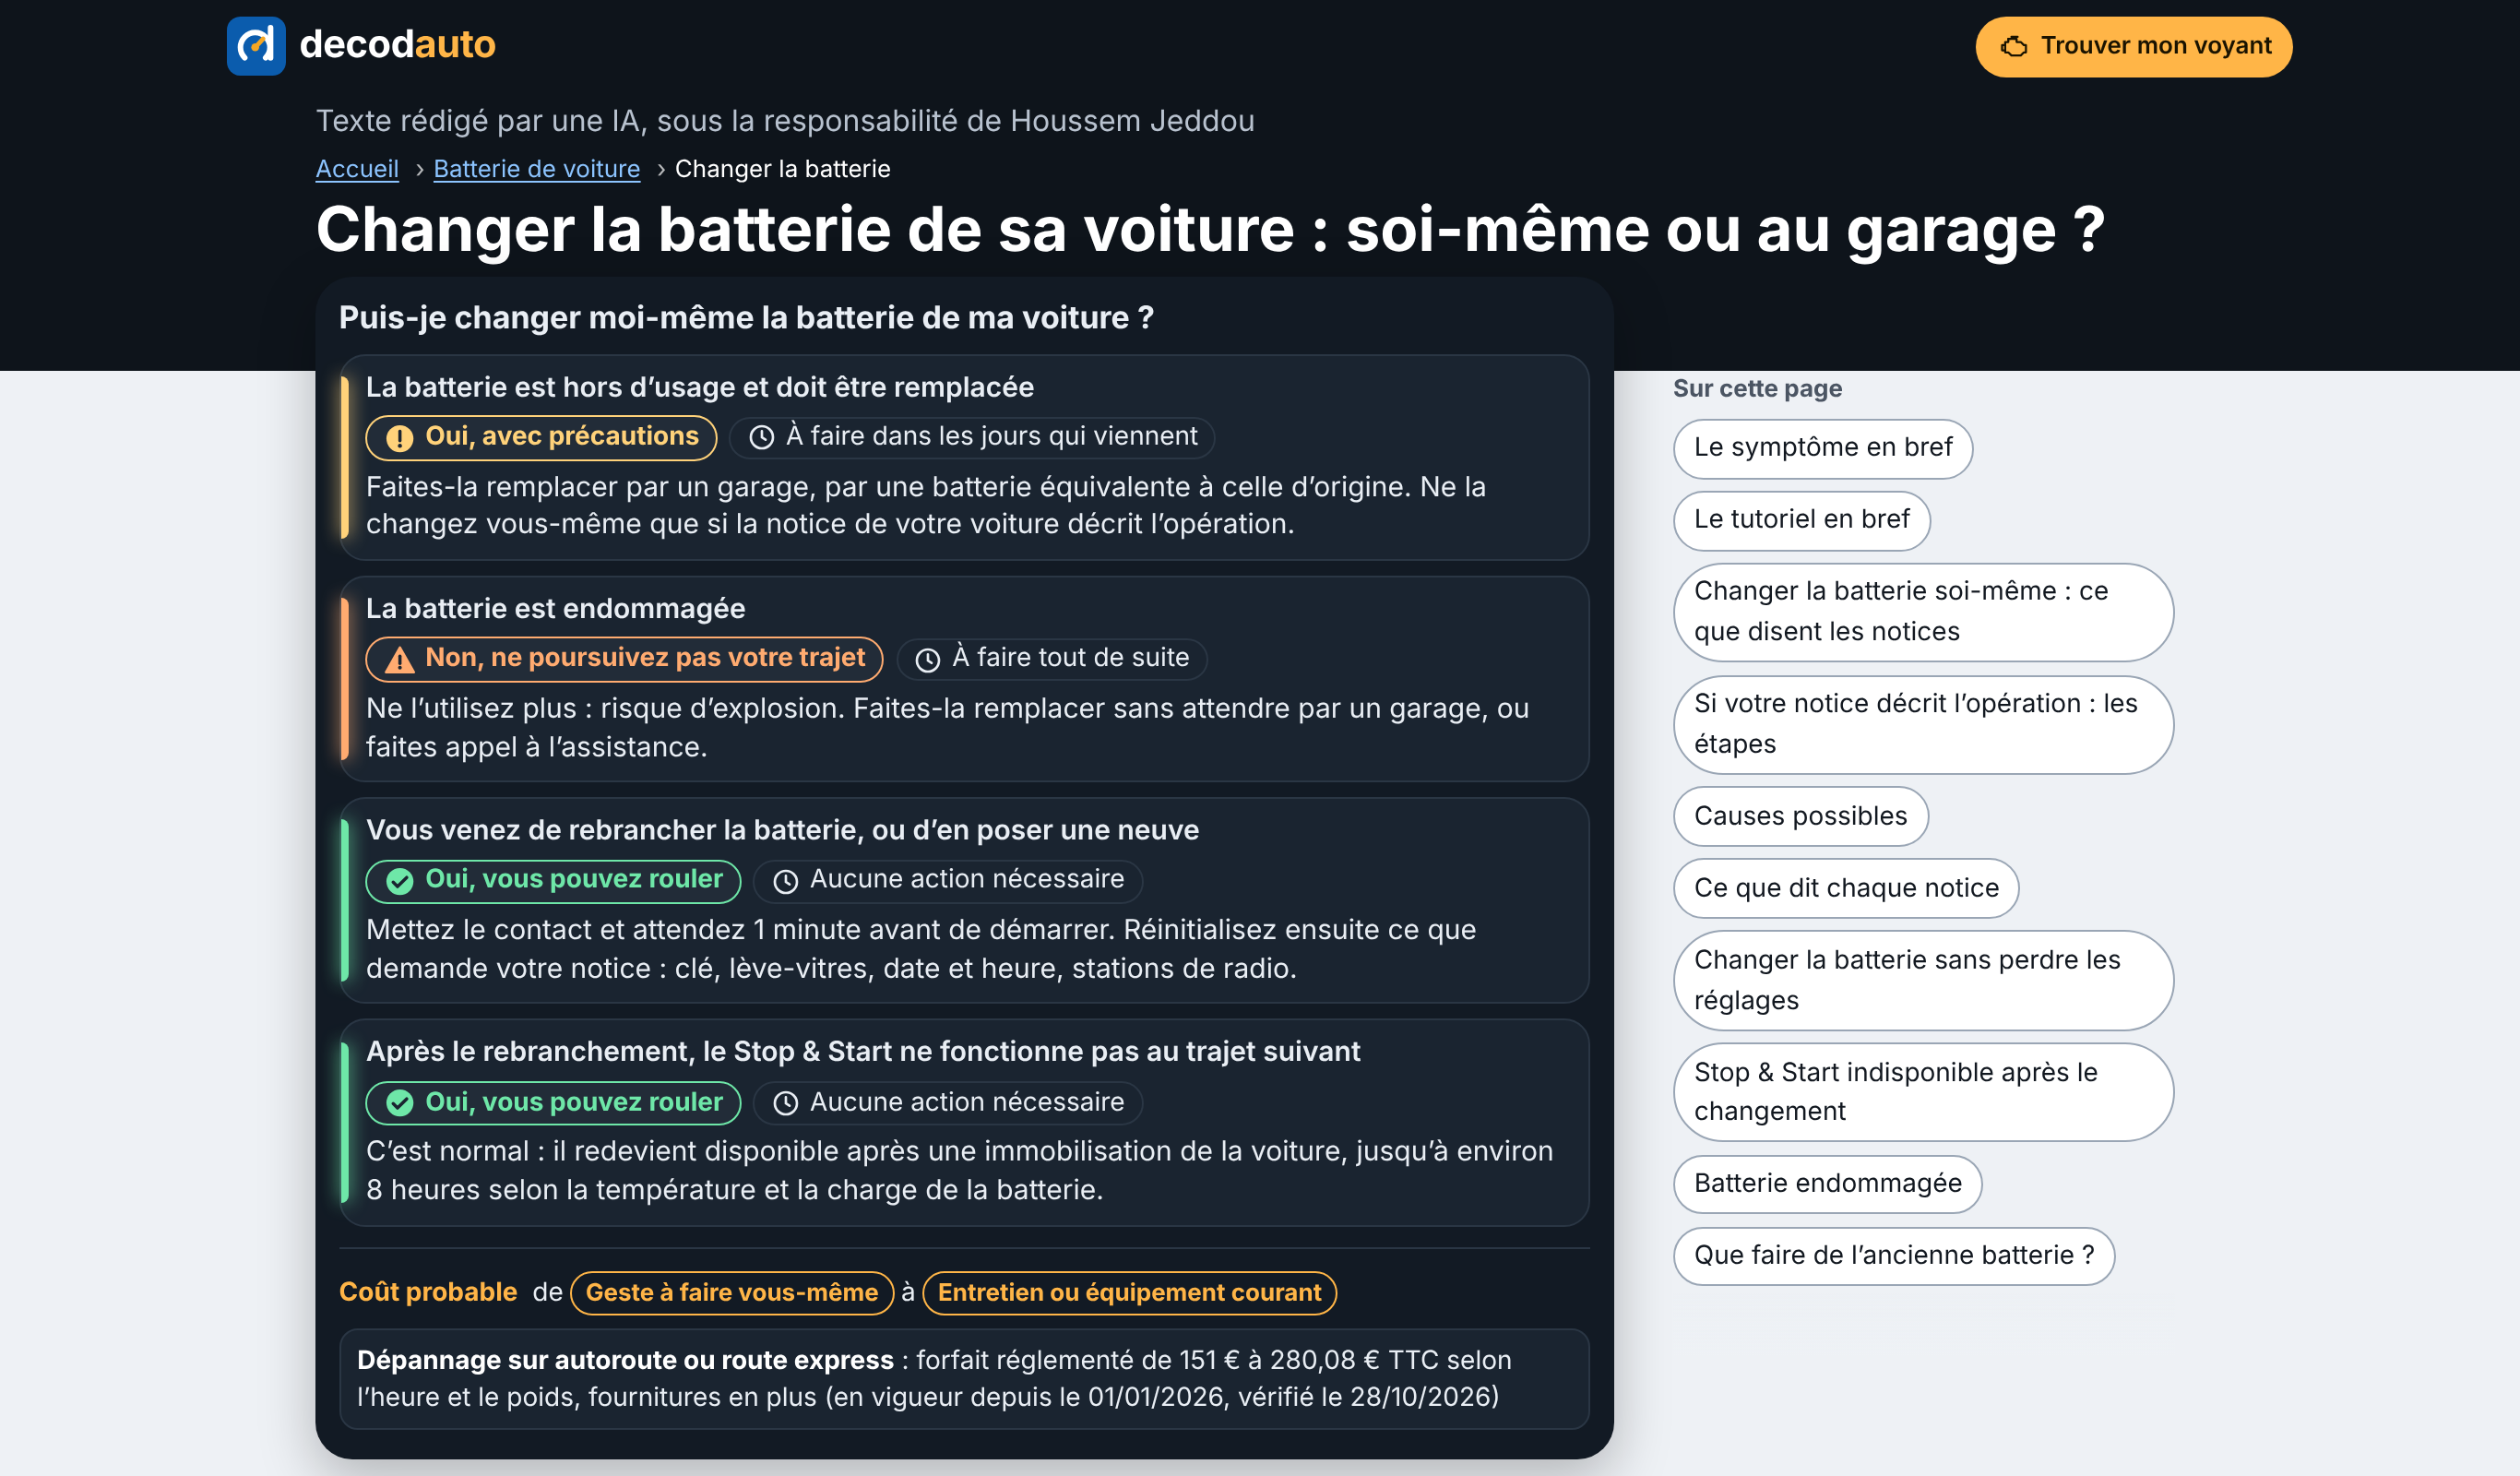 decodauto
Trouver mon voyant
Texte rédigé par une IA, sous la responsabilité de Houssem Jeddou
Accueil › Batterie de voiture › Changer la batterie
Changer la batterie de sa voiture : soi-même ou au garage ?
Puis-je changer moi-même la batterie de ma voiture ?
La batterie est hors d’usage et doit être remplacée
Oui, avec précautions
À faire dans les jours qui viennent
Faites-la remplacer par un garage, par une batterie équivalente à celle d’origine. Ne la
changez vous-même que si la notice de votre voiture décrit l’opération.
La batterie est endommagée
Non, ne poursuivez pas votre trajet
À faire tout de suite
Ne l’utilisez plus : risque d’explosion. Faites-la remplacer sans attendre par un garage, ou
faites appel à l’assistance.
Vous venez de rebrancher la batterie, ou d’en poser une neuve
Oui, vous pouvez rouler
Aucune action nécessaire
Mettez le contact et attendez 1 minute avant de démarrer. Réinitialisez ensuite ce que
demande votre notice : clé, lève-vitres, date et heure, stations de radio.
Après le rebranchement, le Stop & Start ne fonctionne pas au trajet suivant
Oui, vous pouvez rouler
Aucune action nécessaire
C’est normal : il redevient disponible après une immobilisation de la voiture, jusqu’à environ
8 heures selon la température et la charge de la batterie.
Coût probable de Geste à faire vous-même à Entretien ou équipement courant
Dépannage sur autoroute ou route express : forfait réglementé de 151 € à 280,08 € TTC selon
l’heure et le poids, fournitures en plus (en vigueur depuis le 01/01/2026, vérifié le 28/10/2026)
Sur cette page
Le symptôme en bref
Le tutoriel en bref
Changer la batterie soi-même : ce
que disent les notices
Si votre notice décrit l’opération : les
étapes
Causes possibles
Ce que dit chaque notice
Changer la batterie sans perdre les
réglages
Stop & Start indisponible après le
changement
Batterie endommagée
Que faire de l’ancienne batterie ?